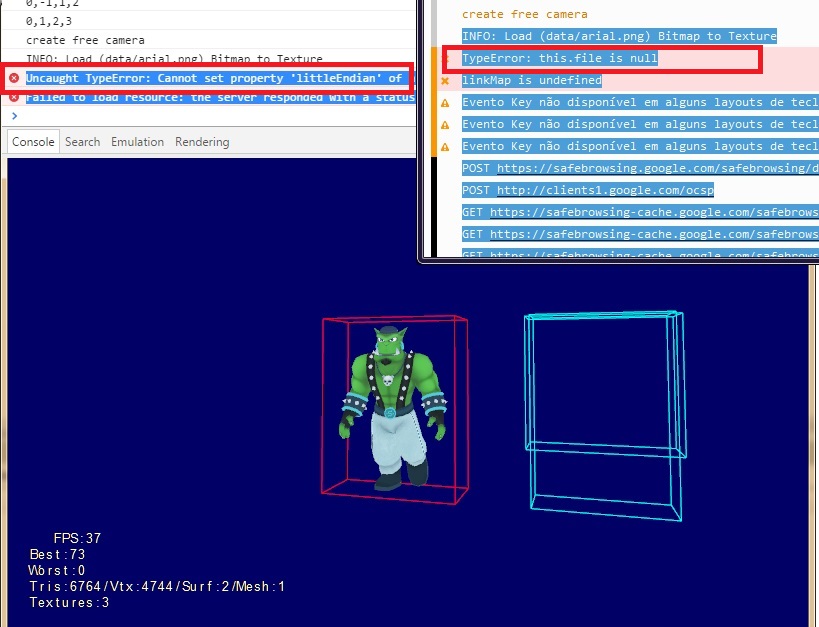 0,-1,1,2
0,1,2,3
create free camera
INFO: Load (data/arial.png) Bitmap to Texture
Uncaught TypeError: Cannot set property 'littleEndian' of
Failed to load resource: the server responded with a status
>
Console Search Emulation Rendering
create free camera
INFO: Load (data/arial.png) Bitmap to Texture
TypeError: this.file is null
linkMap is undefined
Evento Key não disponível em alguns layouts de tecl
Evento Key não disponível em alguns layouts de tecl
Evento Key não disponível em alguns layouts de tecl
POST https://safebrowsing.google.com/safebrowsing/d
POST http://clients1.google.com/ocsp
GET https://safebrowsing-cache.google.com/safebrows
GET https://safebrowsing-cache.google.com/safebrows
GET https://safebrowsing-cache.google.com/safebrows
FPS:37
Best:73
Worst:0
Tris:6764/Vtx:4744/Surf:2/Mesh:1
Textures:3